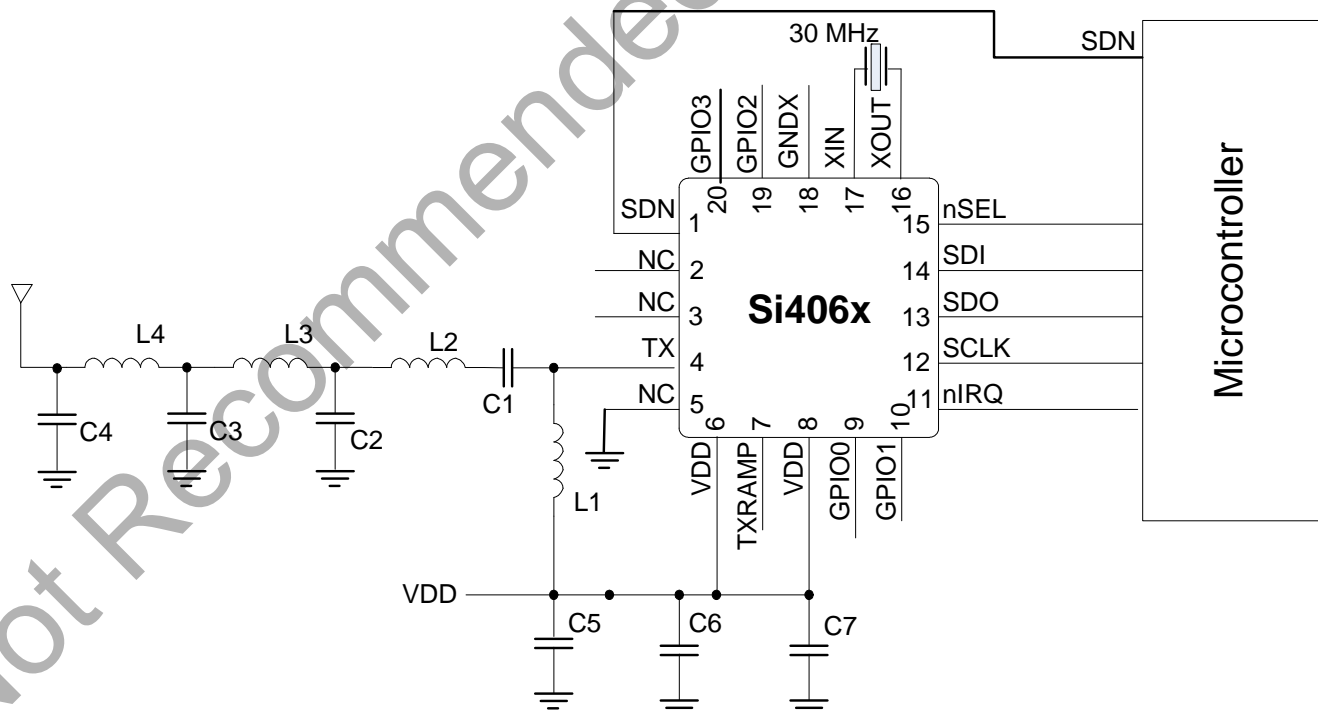 Not Recommended
30 MHz
SDN
GPIO3
GPIO2
GNDX
XIN
XOUT
20
19
18
17
16
SDN
1
NC
2
NC
3
TX
4
NC
5
Si406x
15
nSEL
14
SDI
13
SDO
12
SCLK
11
nIRQ
Microcontroller
6
7
8
9
10
VDD
TXRAMP
VDD
GPIO0
GPIO1
L4
L3
L2
C1
C4
C3
C2
L1
VDD
C5
C6
C7